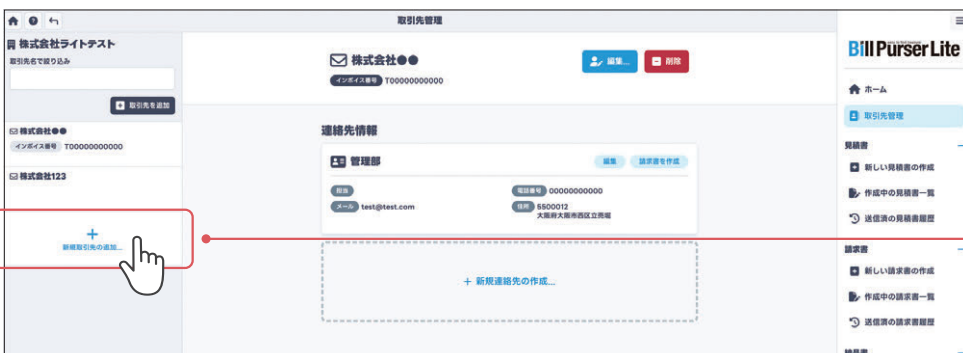 取引先管理
株式会社ライトテスト
取引先名で絞り込み
取引先を追加
株式会社●●
インボイス番号 T00000000000
株式会社123
＋
新規取引先の追加...
株式会社●●
インボイス番号 T00000000000
編集...
削除
連絡先情報
管理部
編集
請求書を作成
担当
メール test@test.com
電話番号 00000000000
住所 5500012
大阪府大阪市西区立売堀
＋ 新規連絡先の作成...
Bill Purser Lite
ホーム
取引先管理
見積書
新しい見積書の作成
作成中の見積書一覧
送信済の見積書履歴
請求書
新しい請求書の作成
作成中の請求書一覧
送信済の請求書履歴